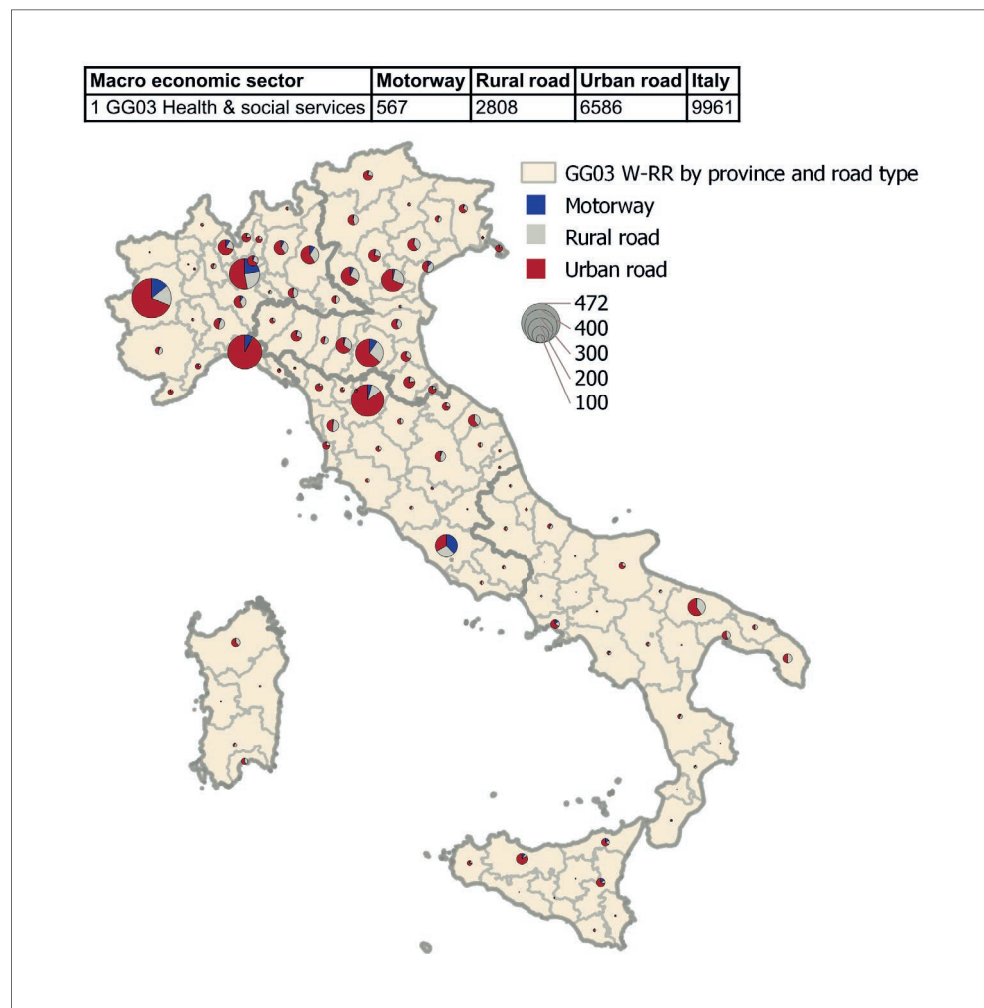 Macro economic sector Motorway Rural road Urban road Italy
1 GG03 Health & social services 567 2808 6586 9961
GG03 W-RR by province and road type
Motorway
Rural road
Urban road
472
400
300
200
100